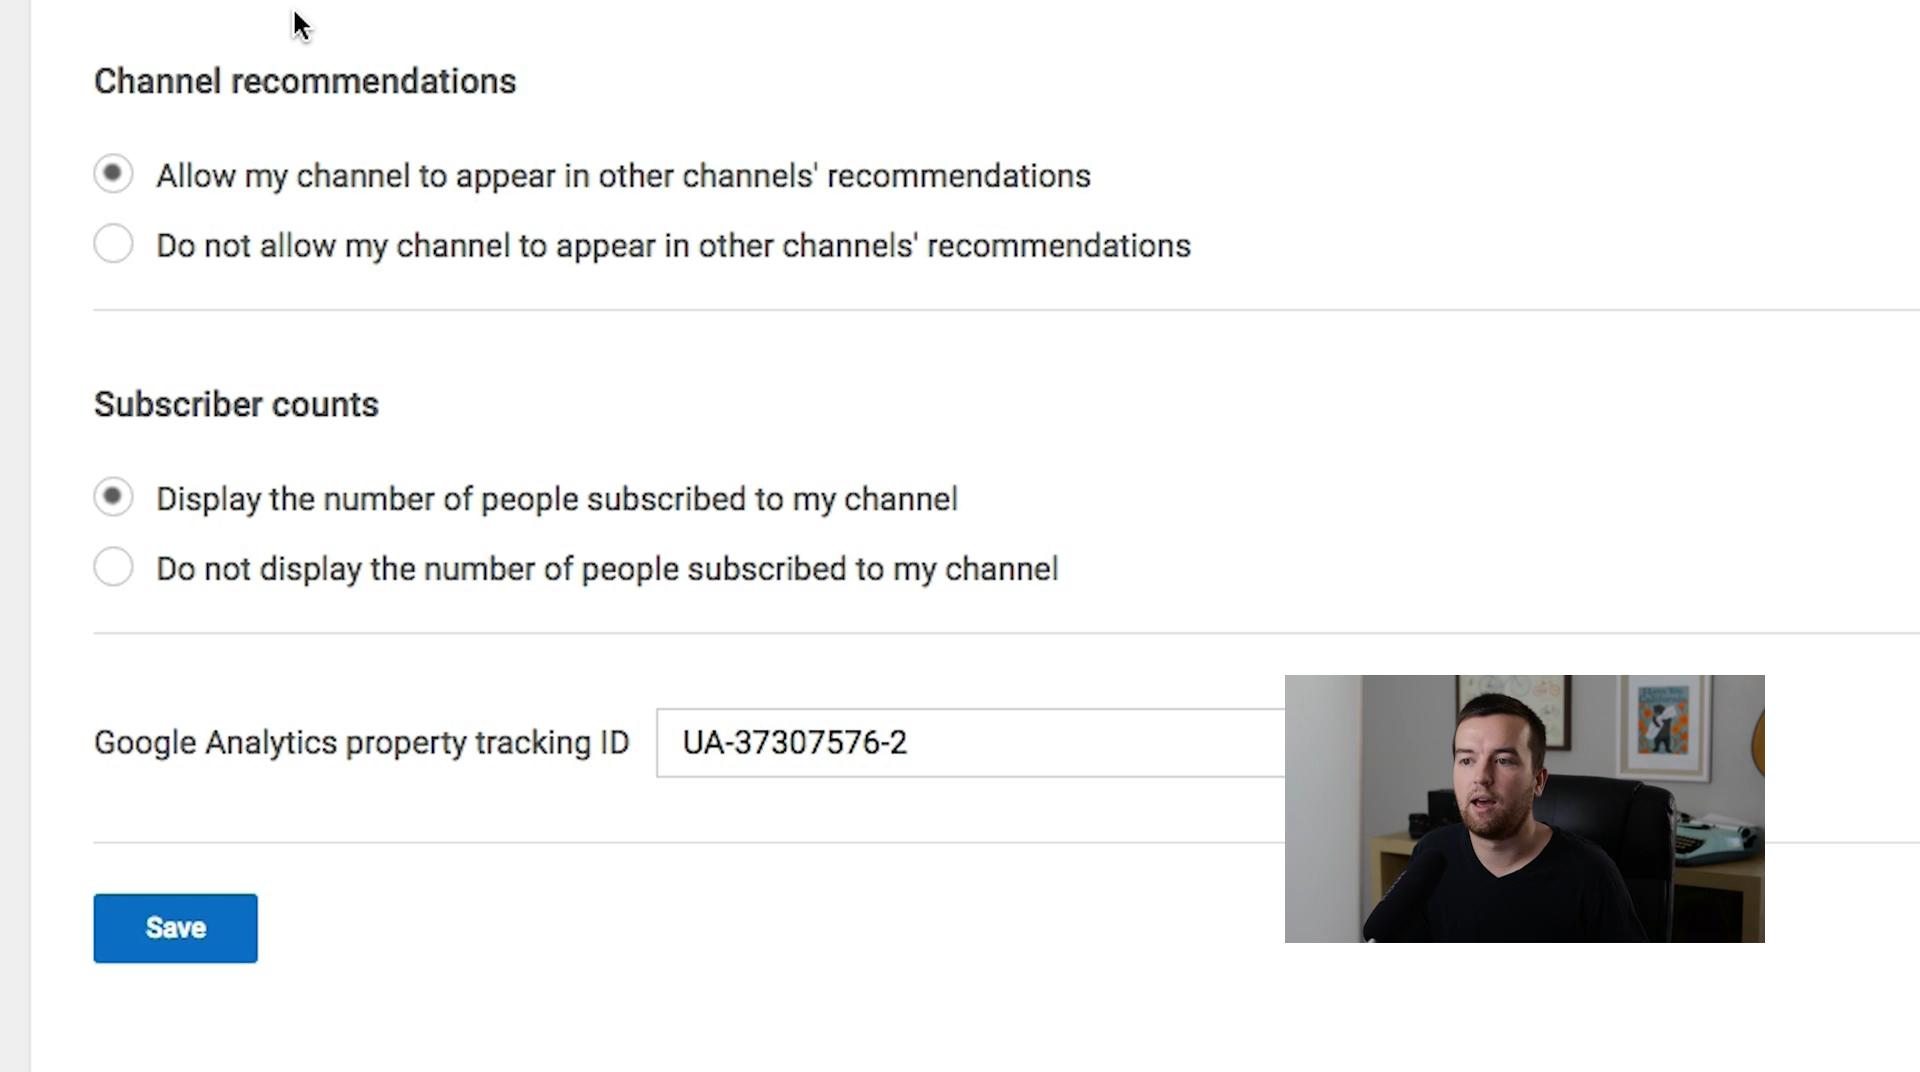 Channel recommendations
Allow my channel to appear in other channels' recommendations
Do not allow my channel to appear in other channels' recommendations
Subscriber counts
Display the number of people subscribed to my channel
Do not display the number of people subscribed to my channel
Google Analytics property tracking ID UA-37307576-2
Save